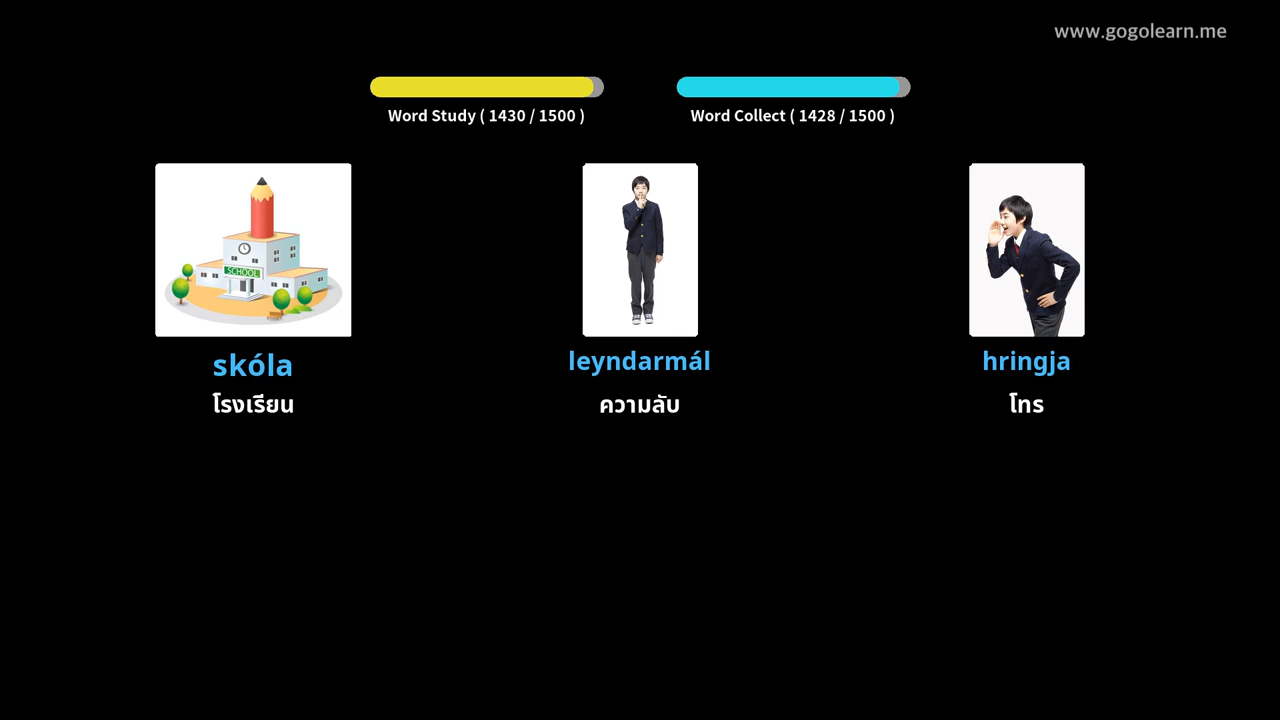 www.gogolearn.me
Word Study ( 1430 / 1500 )
Word Collect ( 1428 / 1500 )
SCHOOL
skóla
leyndarmál
hringja
โรงเรียน
ความลับ
โทร